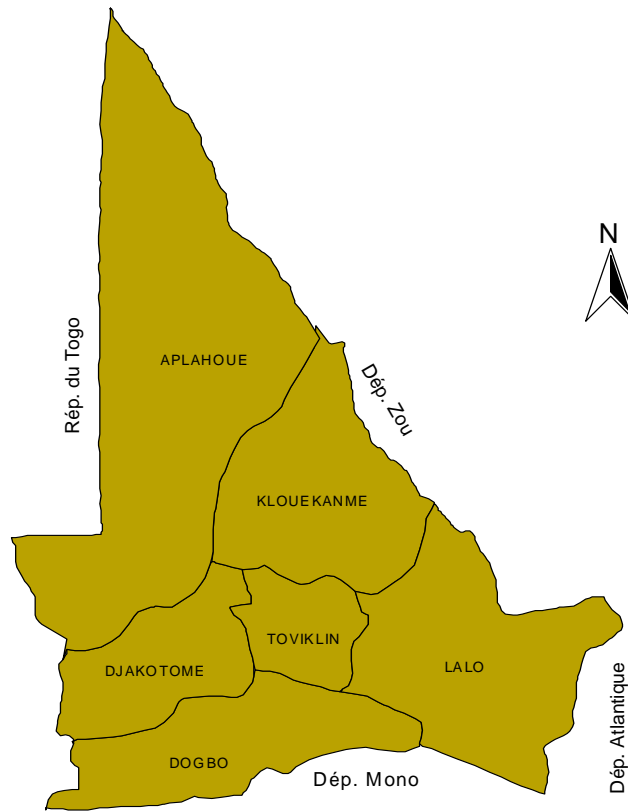 N
Rép. du Togo
APLAHOUE
Dép. Zou
KLOUEKANME
TOVIKLIN
DJAKOTOME
LALO
Dép. Atlantique
DOGBO
Dép. Mono